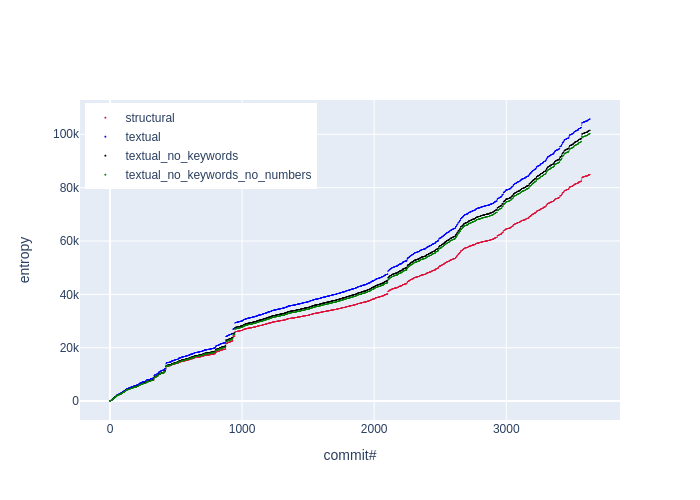 structural
textual
textual_no_keywords
textual_no_keywords_no_numbers
100k
80k
60k
40k
20k
0
entropy
0
1000
2000
3000
commit#